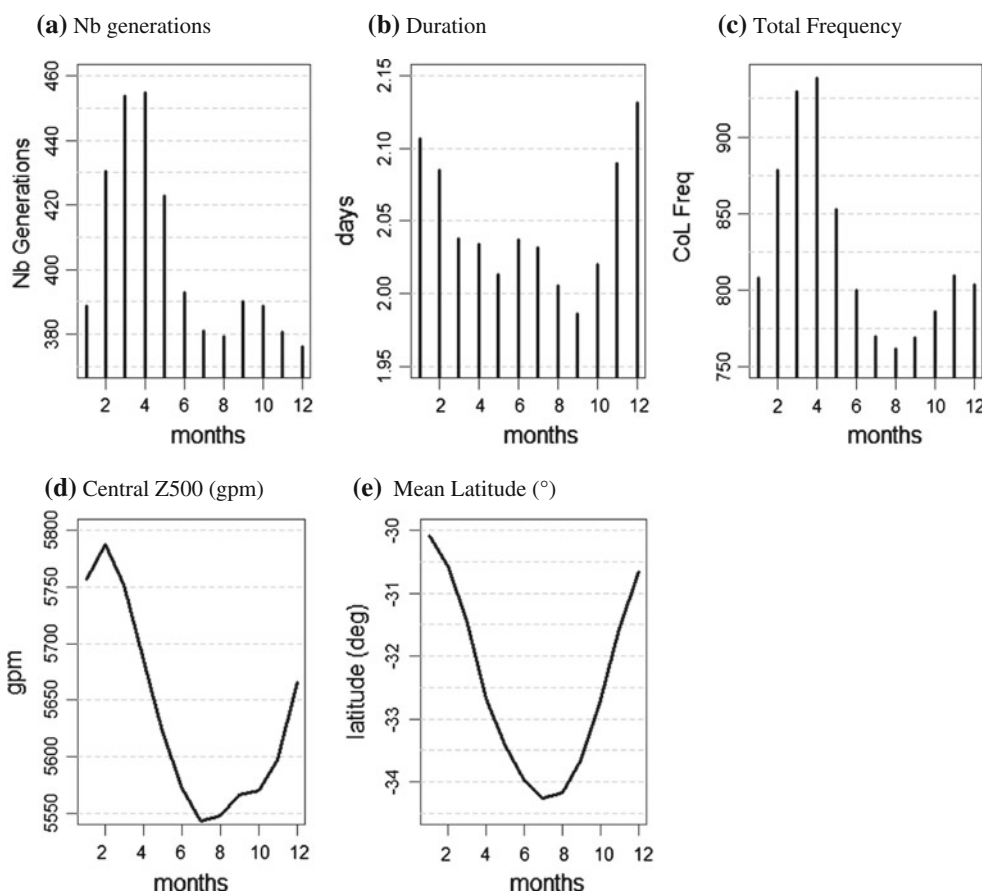 (a) Nb generations
(b) Duration
(c) Total Frequency
Nb Generations
460
440
420
400
380
2 4 6 8 10 12
months
days
2.15
2.10
2.05
2.00
1.95
2 4 6 8 10 12
months
CoL Freq
900
850
800
750
2 4 6 8 10 12
months
(d) Central Z500 (gpm)
(e) Mean Latitude (°)
gpm
5800
5750
5700
5650
5600
5550
2 4 6 8 10 12
months
latitude (deg)
-30
-31
-32
-33
-34
2 4 6 8 10 12
months